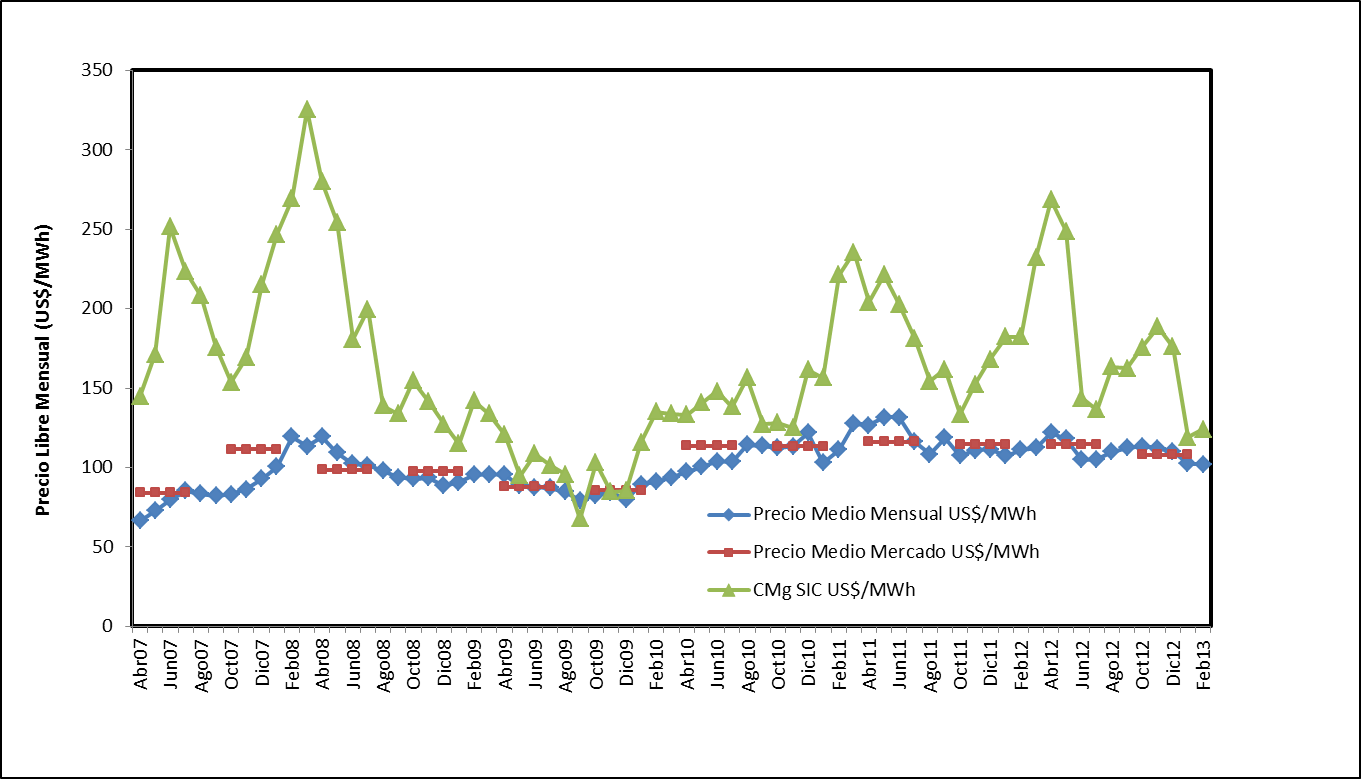 Precio Libre Mensual (US$/MWh)
350
300
250
200
150
100
50
0
Precio Medio Mensual US$/MWh
Precio Medio Mercado US$/MWh
CMg SIC US$/MWh
Abr07
Jun07
Ago07
Oct07
Dic07
Feb08
Abr08
Jun08
Ago08
Oct08
Dic08
Feb09
Abr09
Jun09
Ago09
Oct09
Dic09
Feb10
Abr10
Jun10
Ago10
Oct10
Dic10
Feb11
Abr11
Jun11
Ago11
Oct11
Dic11
Feb12
Abr12
Jun12
Ago12
Oct12
Dic12
Feb13